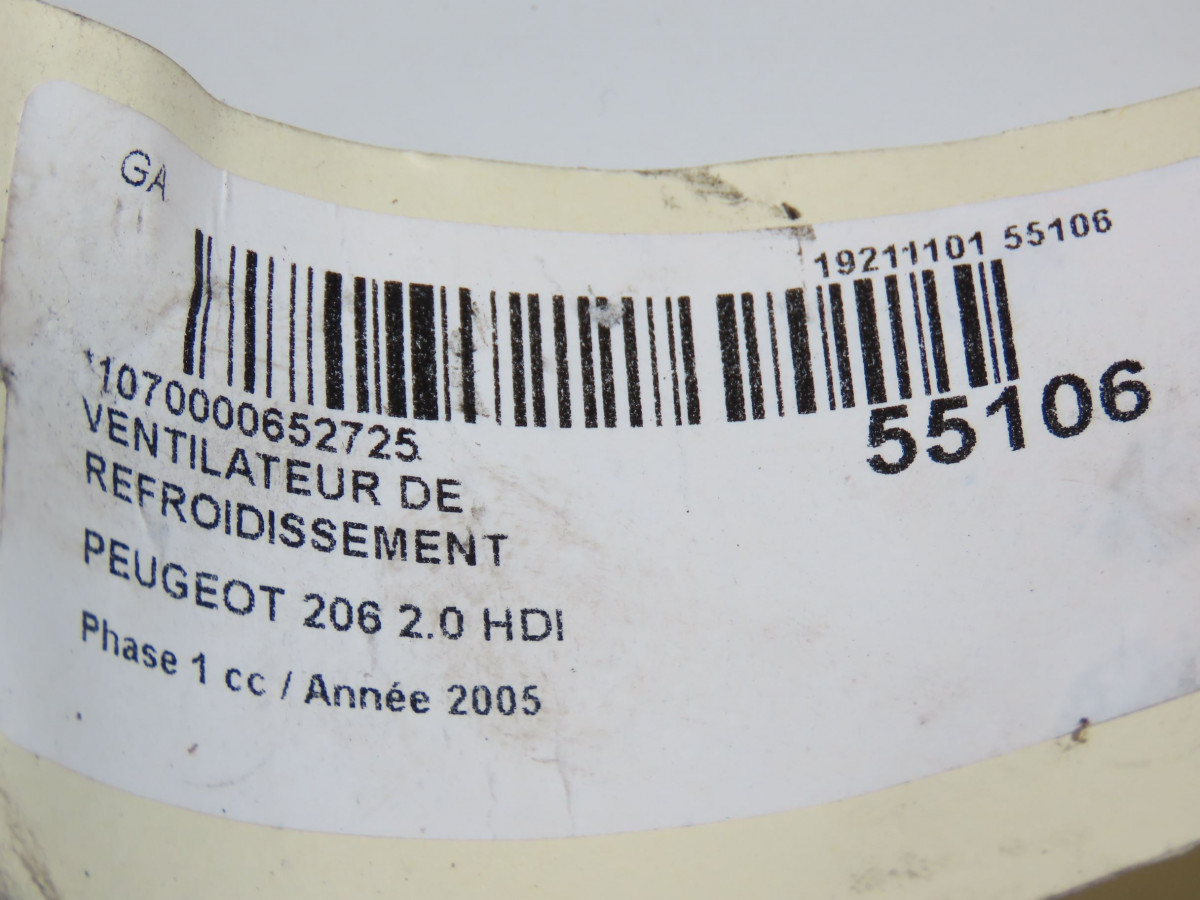 GA
19211101 55106
*1070000652725
55106
VENTILATEUR DE
REFROIDISSEMENT
PEUGEOT 206 2.0 HDI
Phase 1 cc / Année 2005